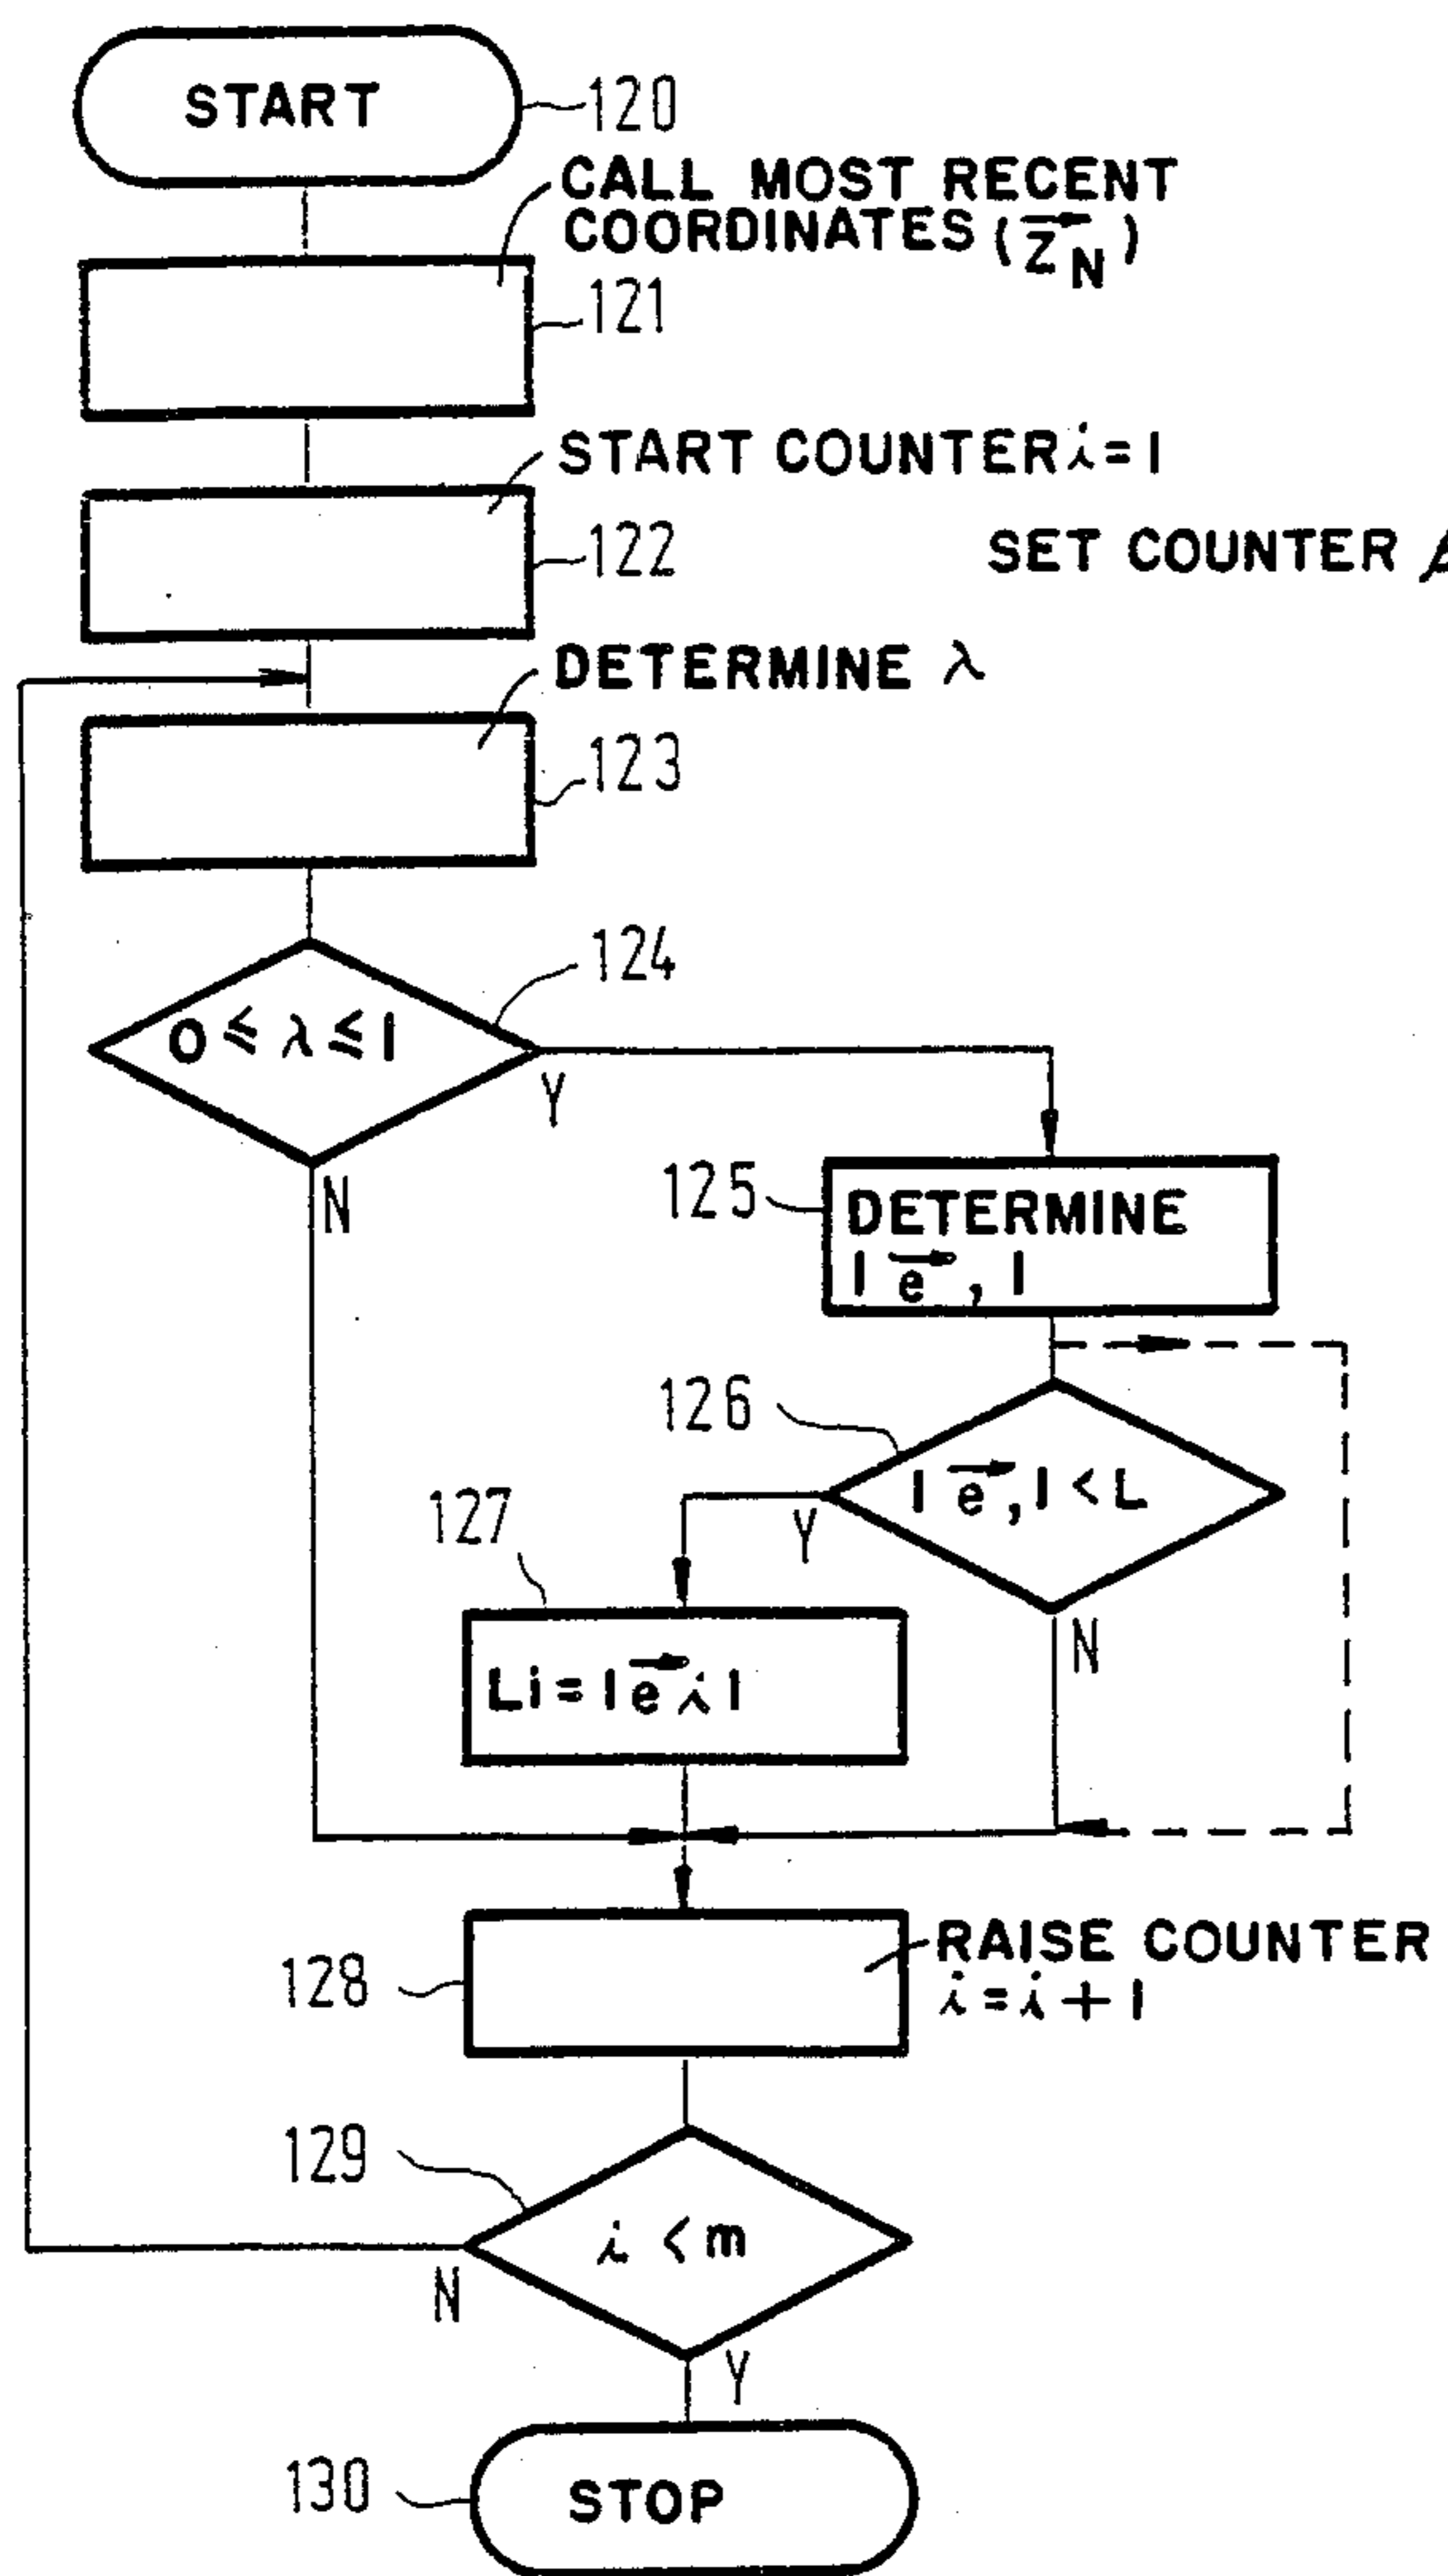 START
120
CALL MOST RECENT
COORDINATES (Z⃗N)
121
START COUNTER i=1
122
SET COUNTER
DETERMINE λ
123
124
0 ≤ λ ≤ 1
Y
N
125
DETERMINE
|e⃗,|
126
|e⃗,| < L
127
Y
N
Li=|e⃗i|
128
RAISE COUNTER
i=i+1
129
i < m
N
Y
130
STOP